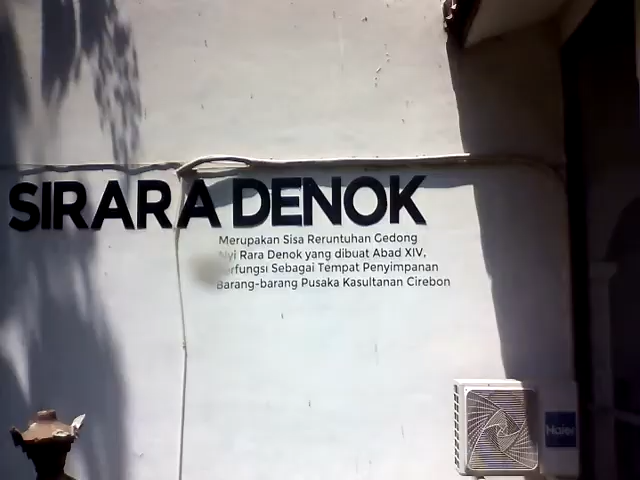 SIRARA DENOK
Merupakan Sisa Reruntuhan Gedong
Nyi Rara Denok yang dibuat Abad XIV,
Berfungsi Sebagai Tempat Penyimpanan
Barang-barang Pusaka Kasultanan Cirebon
Haier